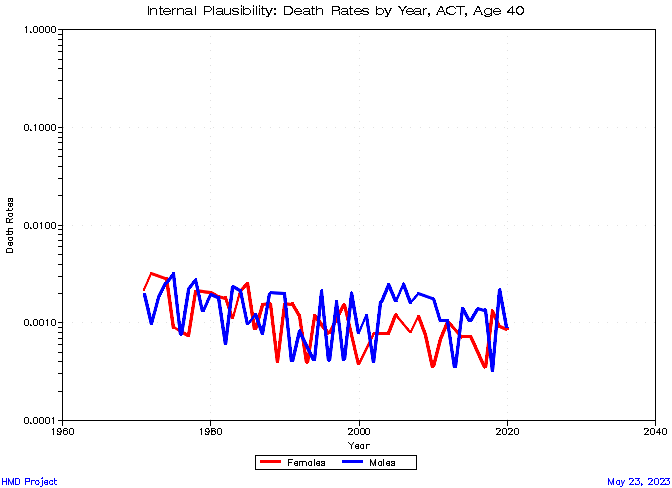 Internal Plausibility: Death Rates by Year, ACT, Age 40
1.0000
0.1000
0.0100
0.0010
0.0001
Death Rates
1960 1980 2000 2020 2040
Year
Females Males
HMD Project May 23, 2023